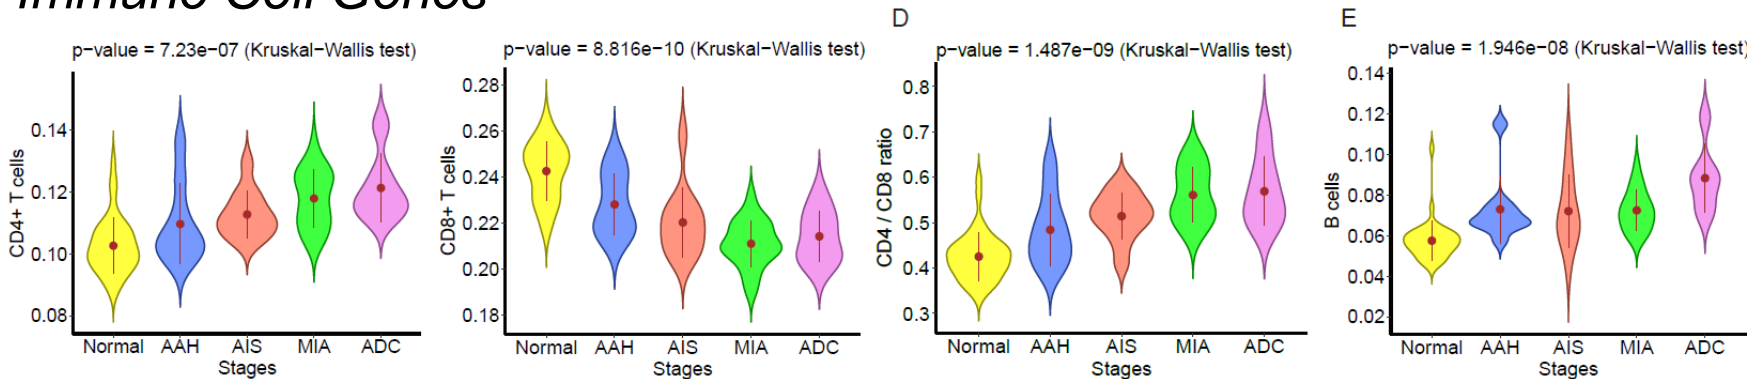 Immune Cell Genes
p-value = 7.23e-07 (Kruskal-Wallis test)
CD4+ T cells
0.14
0.12
0.10
0.08
Normal AAH AIS MIA ADC
Stages
p-value = 8.816e-10 (Kruskal-Wallis test)
CD8+ T cells
0.28
0.26
0.24
0.22
0.20
0.18
Normal AAH AIS MIA ADC
Stages
D
p-value = 1.487e-09 (Kruskal-Wallis test)
CD4 / CD8 ratio
0.8
0.7
0.6
0.5
0.4
0.3
Normal AAH AIS MIA ADC
Stages
E
p-value = 1.946e-08 (Kruskal-Wallis test)
B cells
0.14
0.12
0.10
0.08
0.06
0.04
0.02
Normal AAH AIS MIA ADC
Stages